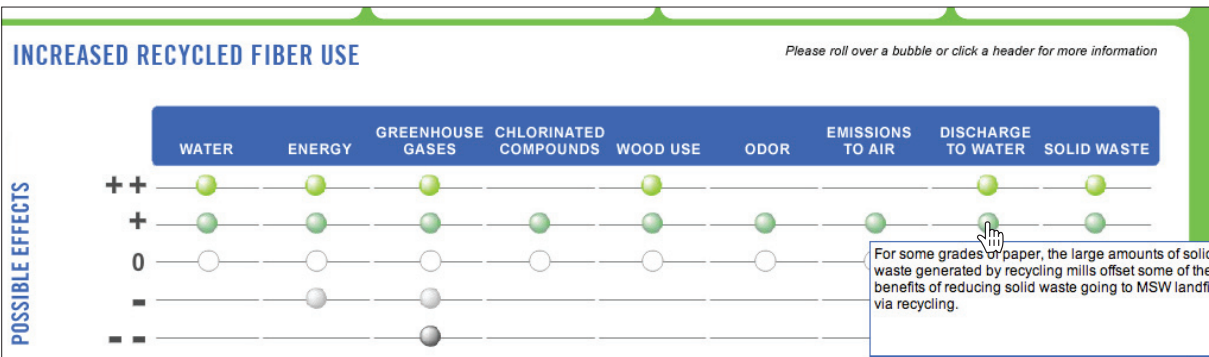 INCREASED RECYCLED FIBER USE
Please roll over a bubble or click a header for more information
WATER ENERGY GREENHOUSE GASES CHLORINATED COMPOUNDS WOOD USE ODOR EMISSIONS TO AIR DISCHARGE TO WATER SOLID WASTE
POSSIBLE EFFECTS
++
+
0
-
--
For some grades of paper, the large amounts of
waste generated by recycling mills offset some of the
benefits of reducing solid waste going to MSW
via recycling.